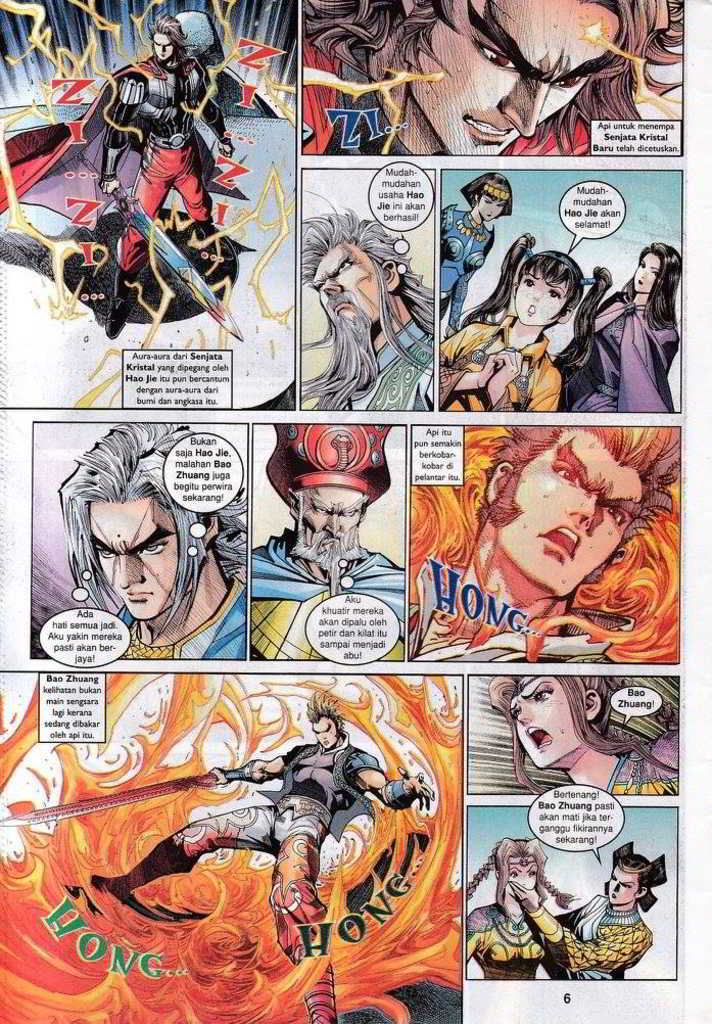 ZI
ZI...
ZI
...ZI
ZI
ZI...
ZI...
Aura-aura dari Senjata
Kristal yang dipegang oleh
Hao Jie itu pun bercantum
dengan aura-aura dari
bumi dan angkasa itu.
ZI...
Api untuk menempa
Senjata Kristal
Baru telah dicetuskan.
Mudah-
mudahan
usaha Hao
Jie ini akan
berhasil!
Mudah-
mudahan
Hao Jie akan
selamat!
Bukan
saja Hao Jie,
malahan Bao
Zhuang juga
begitu perwira
sekarang!
Ada
hati semua jadi.
Aku yakin mereka
pasti akan ber-
jaya!
Aku
khuatir mereka
akan dipalu oleh
petir dan kilat itu
sampai menjadi
abu!
Api itu
pun semakin
berkobar-
kobar di
pelantar itu.
HONG...
Bao Zhuang
kelihatan bukan
main sengsara
lagi kerana
sedang dibakar
oleh api itu.
HONG...
HONG...
Bao
Zhuang!
Bertenang!
Bao Zhuang pasti
akan mati jika ter-
ganggu fikirannya
sekarang!
6